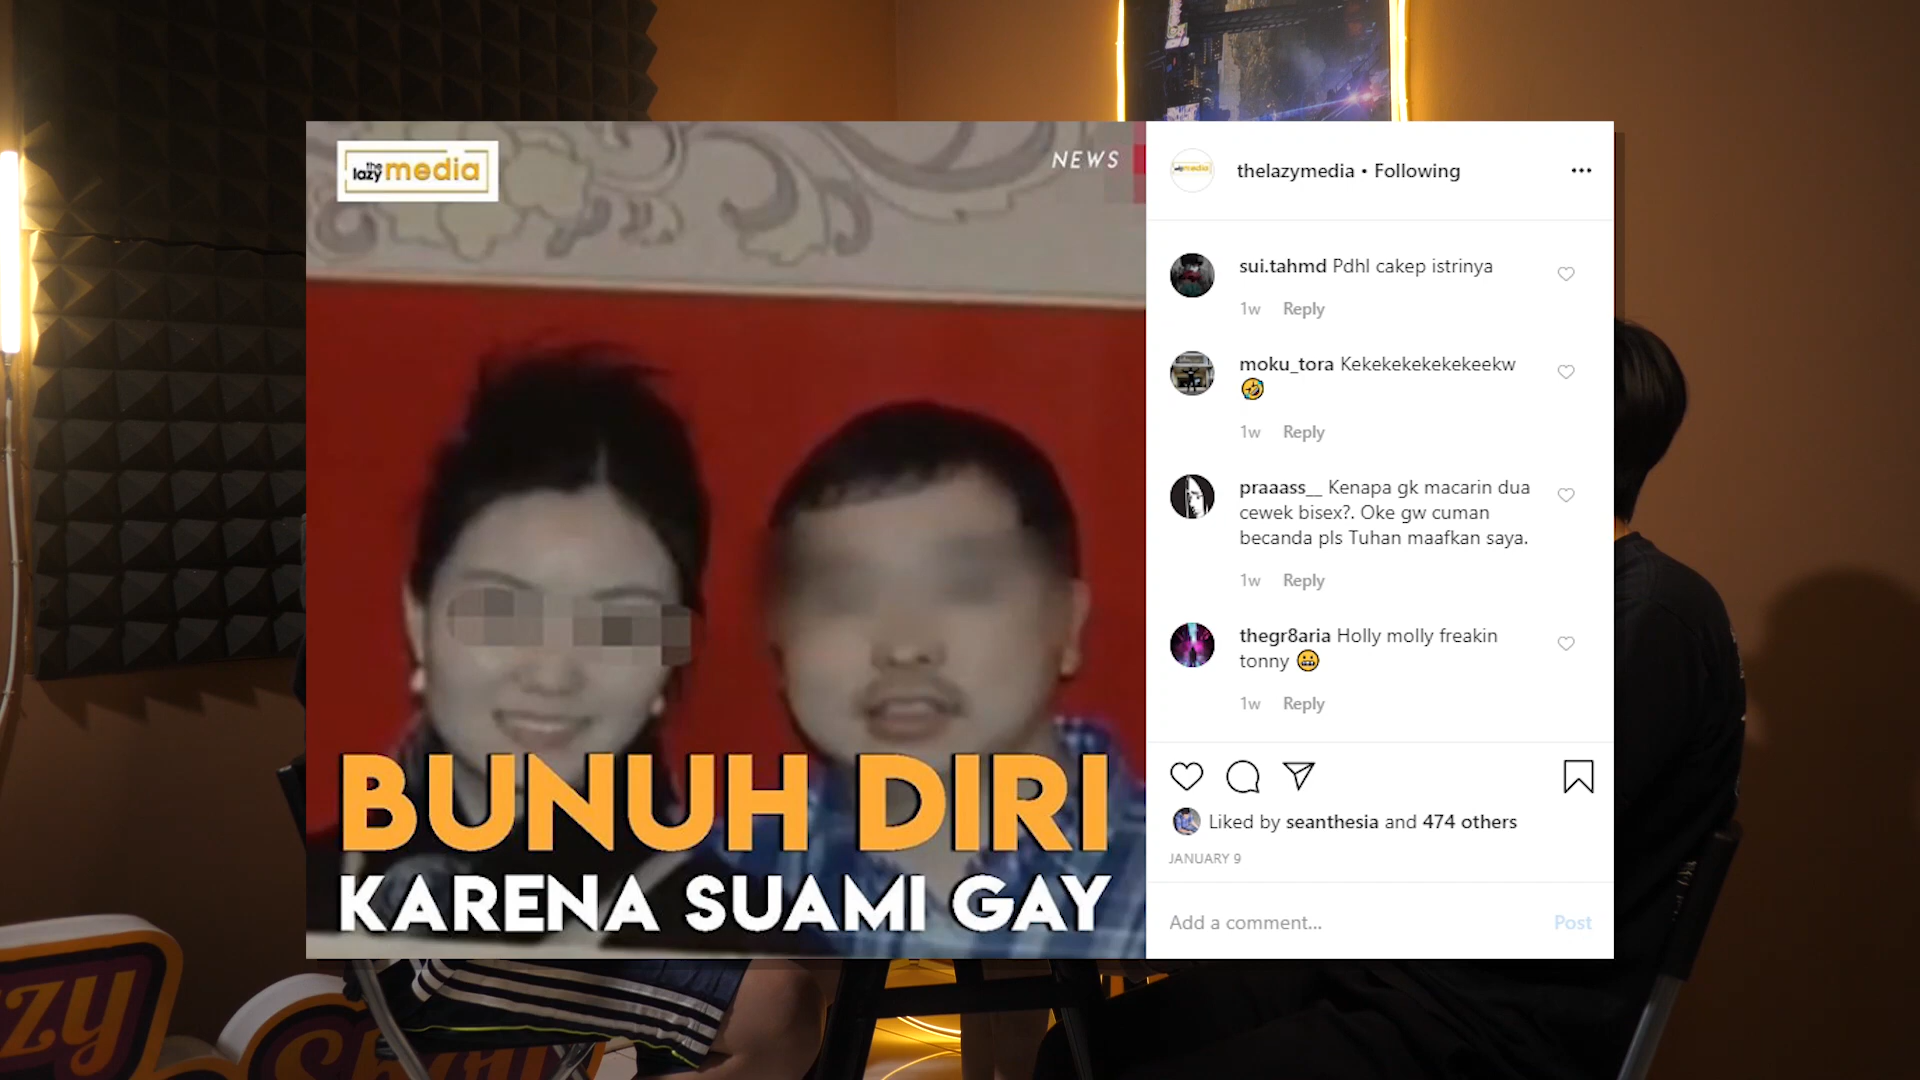 the
lazy media
NEWS
BUNUH DIRI
KARENA SUAMI GAY
thelazymedia • Following
sui.tahmd Pdhl cakep istrinya
1w Reply
moku_tora Kekekekekekekeekw
🤣
1w Reply
praaass__ Kenapa gk macarin dua
cewek bisex?. Oke gw cuman
becanda pls Tuhan maafkan saya.
1w Reply
thegr8aria Holly molly freakin
tonny 😬
1w Reply
Liked by seanthesia and 474 others
JANUARY 9
Add a comment... Post
zy